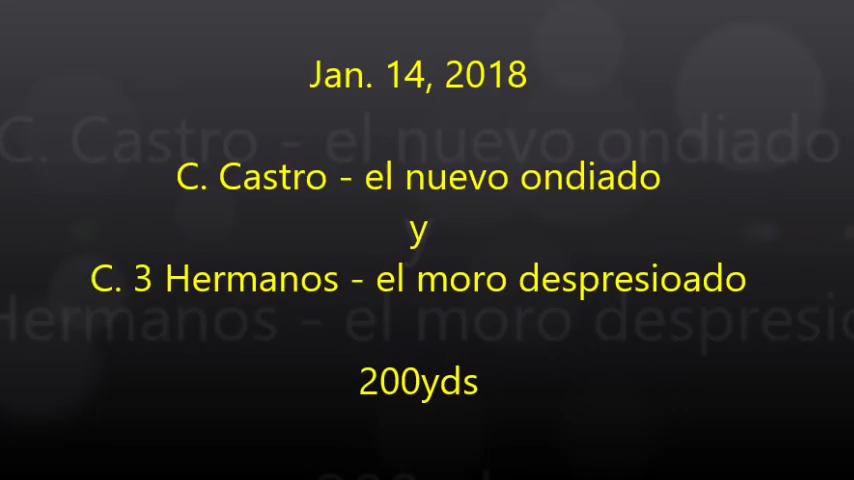 Jan. 14, 2018
C. Castro - el nuevo ondiado
y
C. 3 Hermanos - el moro despresioado
200yds